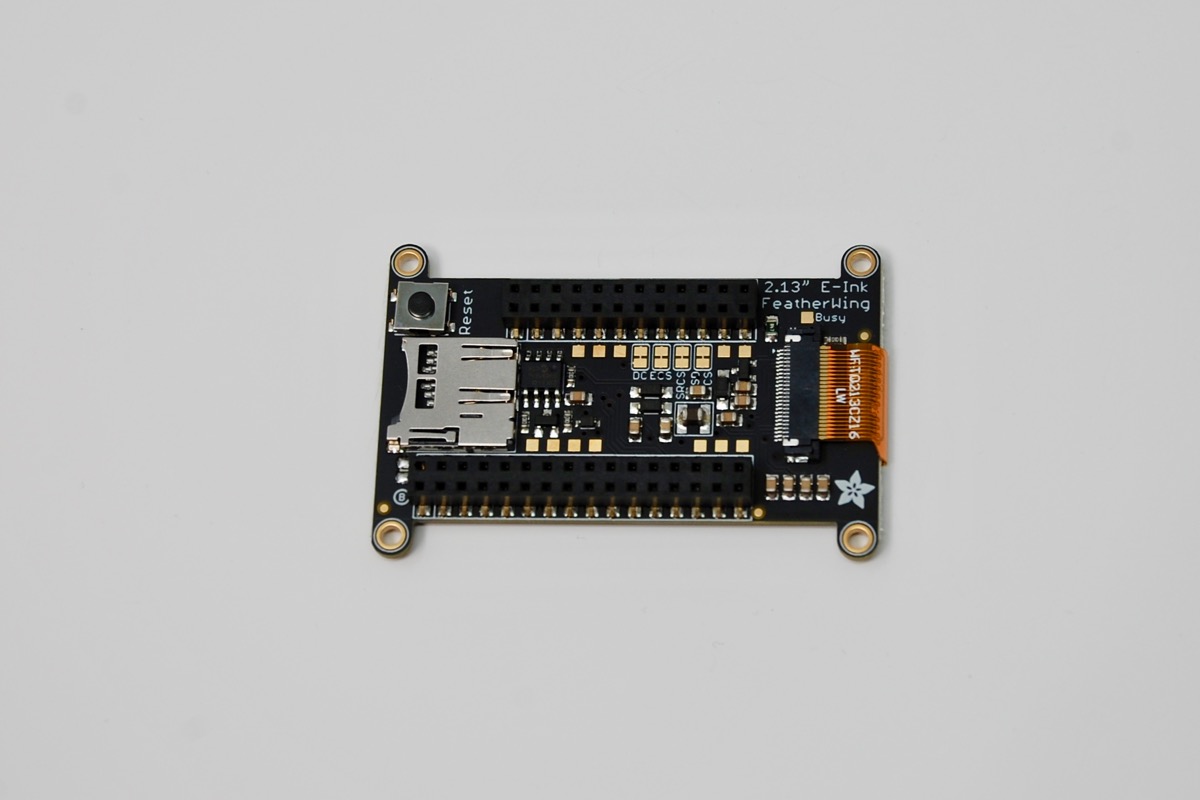 2.13" E-Ink
FeatherWing
Busy
Reset
DC
ECS
SRCS
SDCS
WFT0213CZ16
LW
B